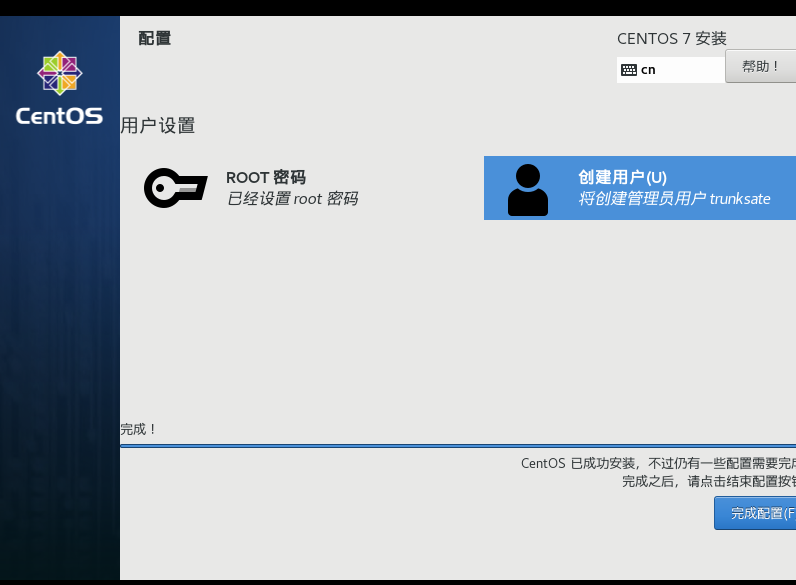 配置
CENTOS 7 安装
cn
帮助！
CentOS
用户设置
ROOT 密码
已经设置 root 密码
创建用户(U)
将创建管理员用户 trunksate
完成！
CentOS 已成功安装，不过仍有一些配置需要完
完成之后，请点击结束配置按
完成配置(F